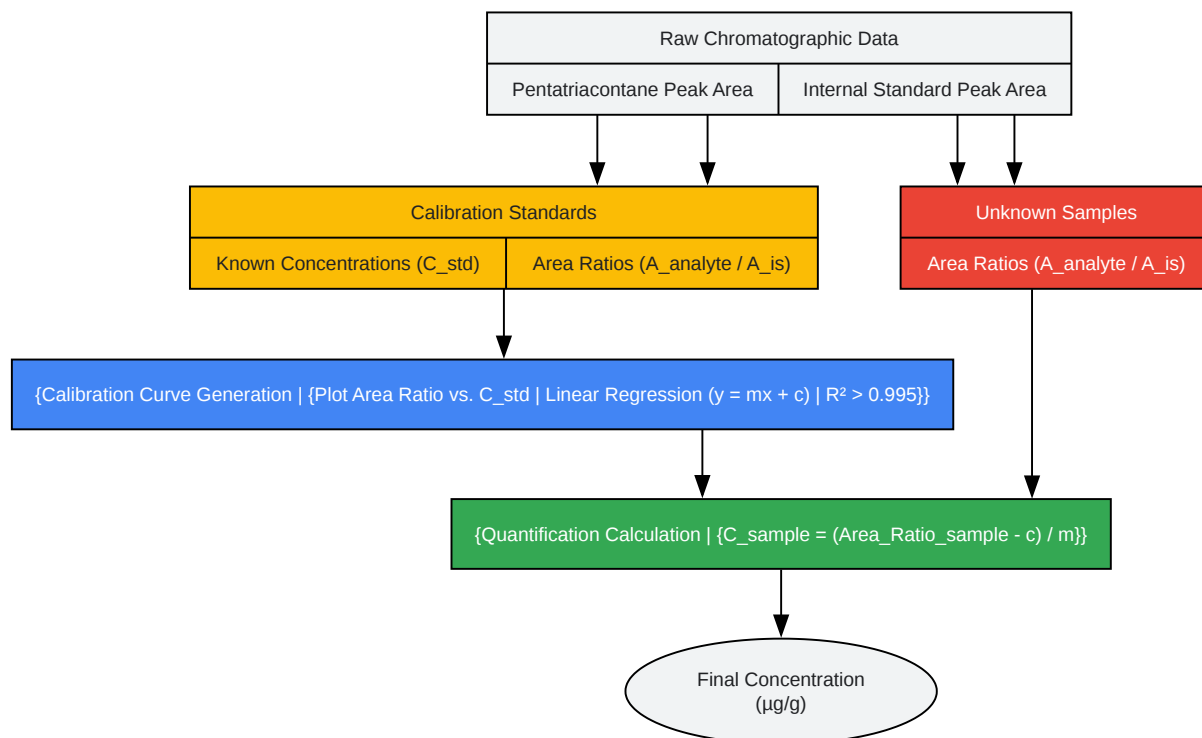 Raw Chromatographic Data
Pentatriacontane Peak Area
Internal Standard Peak Area
Calibration Standards
Known Concentrations (C_std)
Area Ratios (A_analyte / A_is)
Unknown Samples
Area Ratios (A_analyte / A_is)
{Calibration Curve Generation | {Plot Area Ratio vs. C_std | Linear Regression (y = mx + c) | R² > 0.995}}
{Quantification Calculation | {C_sample = (Area_Ratio_sample - c) / m}}
Final Concentration
(µg/g)